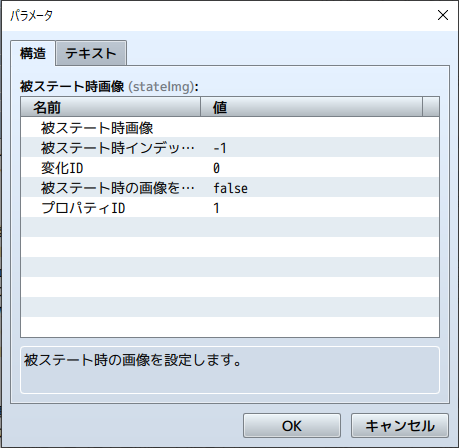 パラメータ
構造 テキスト
被ステート時画像 (stateImg):
名前 値
被ステート時画像
被ステート時インデッ… -1
変化ID 0
被ステート時の画像を… false
プロパティID 1
被ステート時の画像を設定します。
OK キャンセル